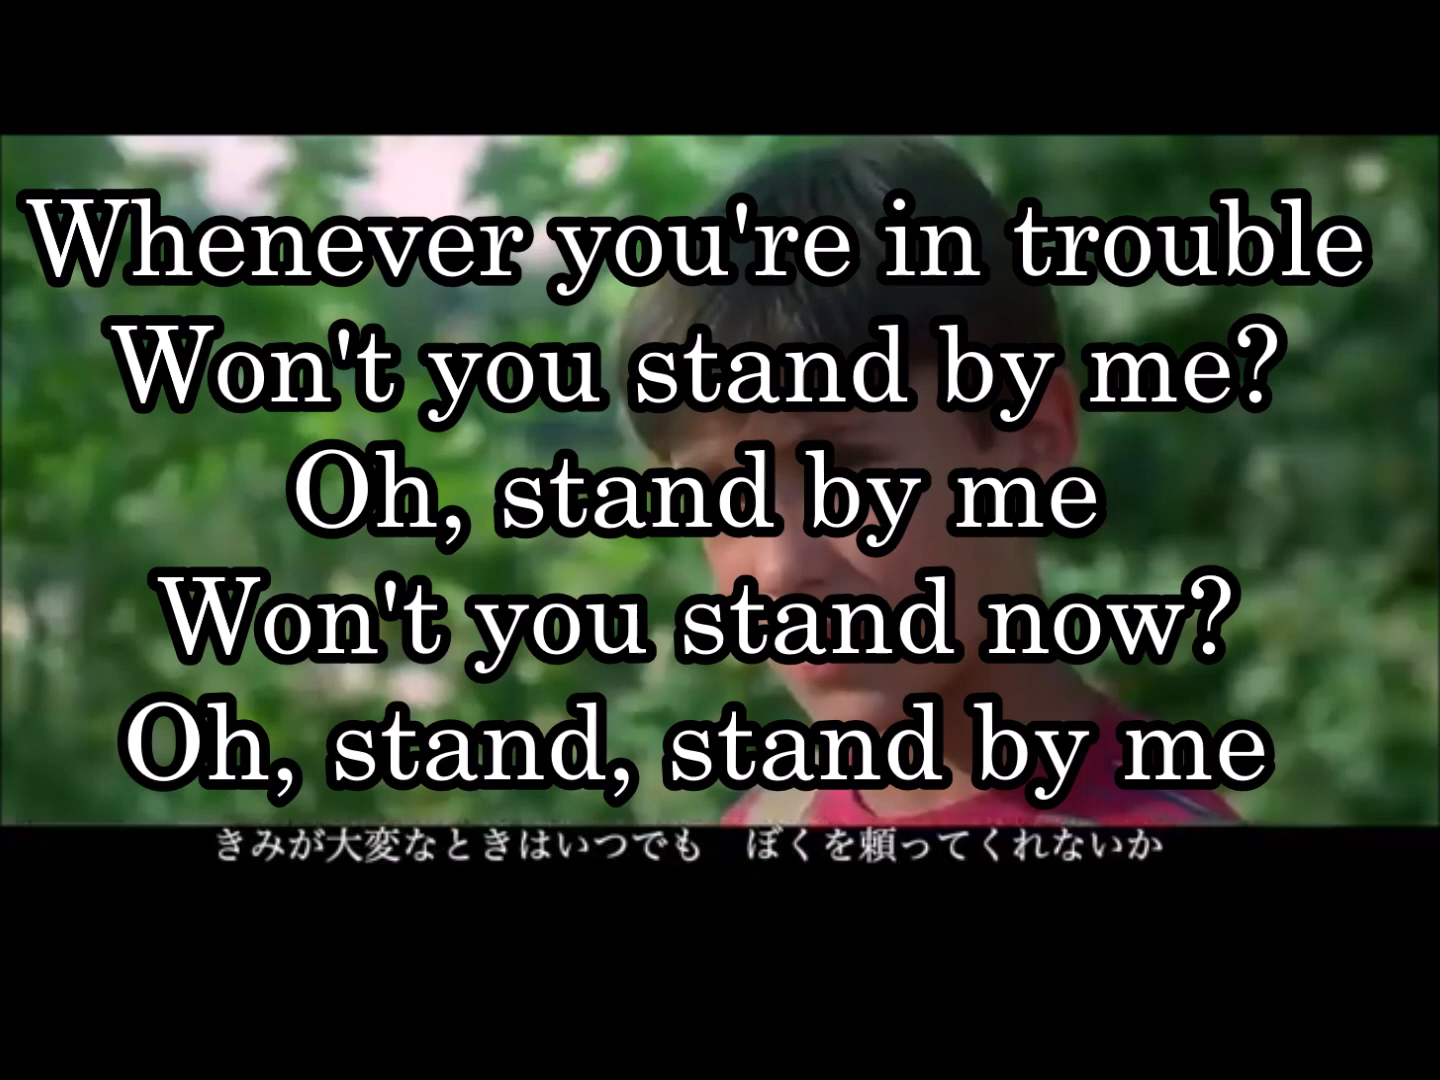 Whenever you're in trouble
Won't you stand by me?
Oh, stand by me
Won't you stand now?
Oh, stand, stand by me
きみが大変なときはいつでも　ぼくを頼ってくれないか